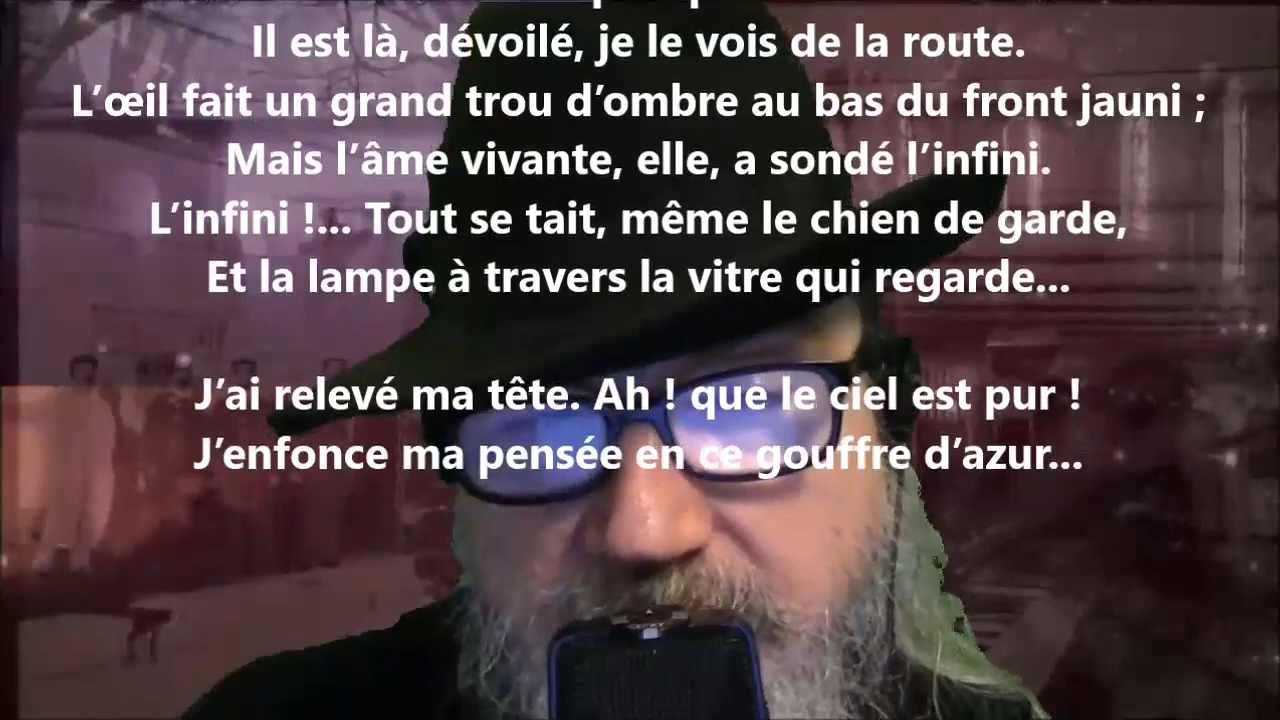 Il est là, dévoilé, je le vois de la route.
L’œil fait un grand trou d’ombre au bas du front jauni ;
Mais l’âme vivante, elle, a sondé l’infini.
L’infini !... Tout se tait, même le chien de garde,
Et la lampe à travers la vitre qui regarde...
J’ai relevé ma tête. Ah ! que le ciel est pur !
J’enfonce ma pensée en ce gouffre d’azur...